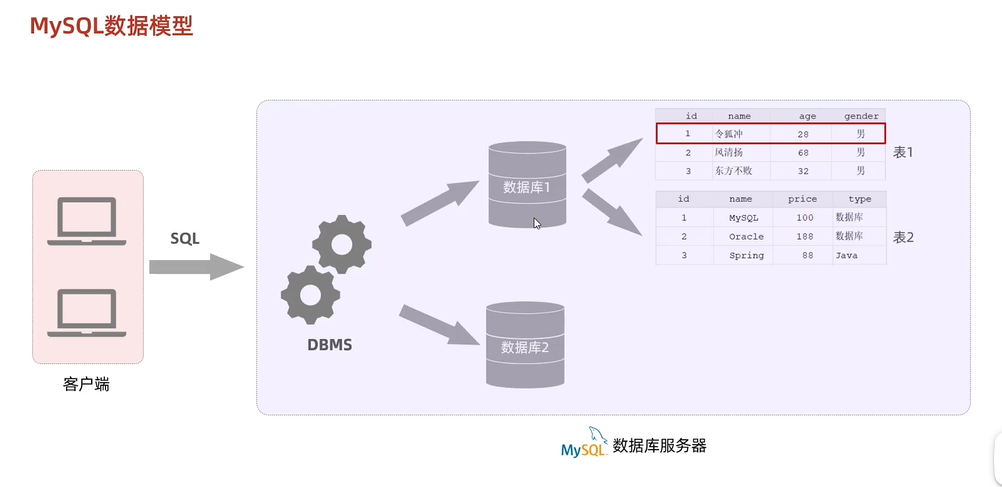 MySQL数据模型
客户端
SQL
DBMS
数据库1
数据库2
id name age gender
1 令狐冲 28 男
2 风清扬 68 男
3 东方不败 32 男
表1
id name price type
1 MySQL 100 数据库
2 Oracle 188 数据库
3 Spring 88 Java
表2
MySQL 数据库服务器